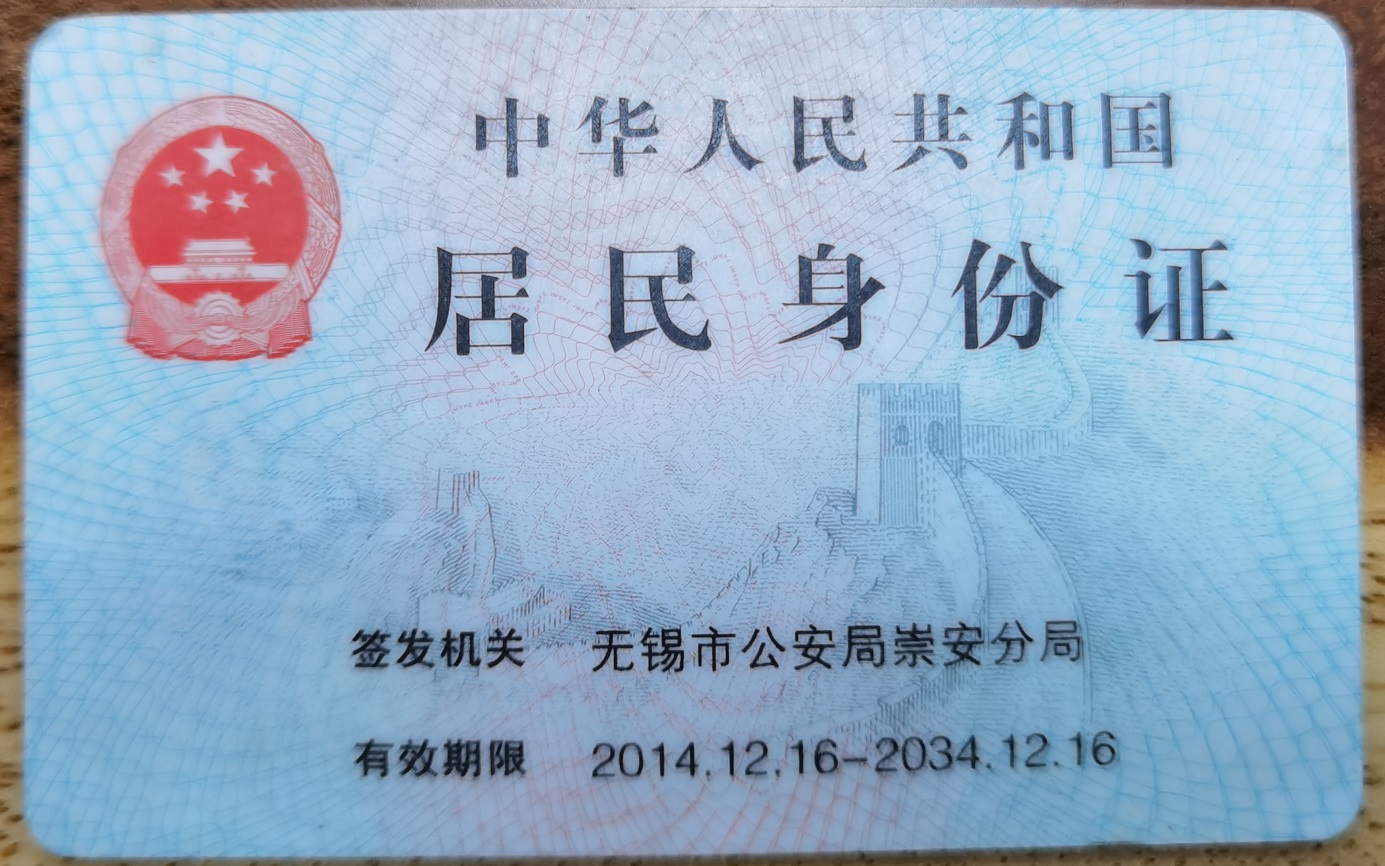 中华人民共和国
居民身份证
签发机关 无锡市公安局崇安分局
有效期限 2014.12.16-2034.12.16